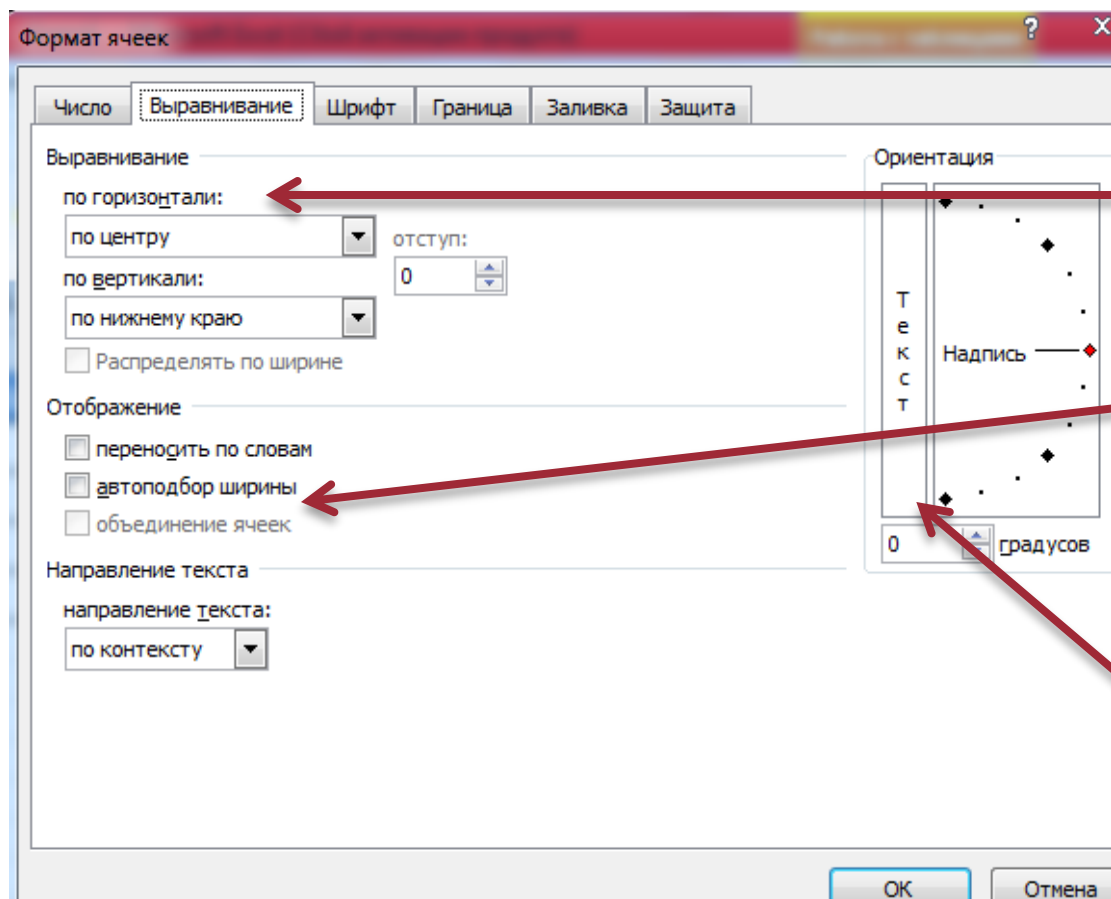 Формат ячеек
?
X
Число Выравнивание Шрифт Граница Заливка Защита
Выравнивание
по горизонтали:
по центру
отступ:
по вертикали:
0
по нижнему краю
Распределять по ширине
Отображение
переносить по словам
автоподбор ширины
объединение ячеек
Направление текста
направление текста:
по контексту
Ориентация
Текст
Надпись
0 градусов
ОК Отмена